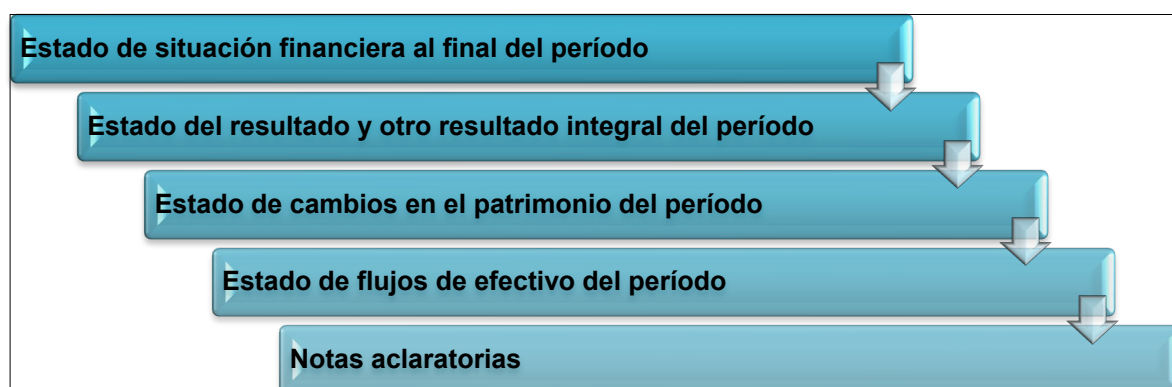 Estado de situación financiera al final del período
Estado del resultado y otro resultado integral del período
Estado de cambios en el patrimonio del período
Estado de flujos de efectivo del período
Notas aclaratorias